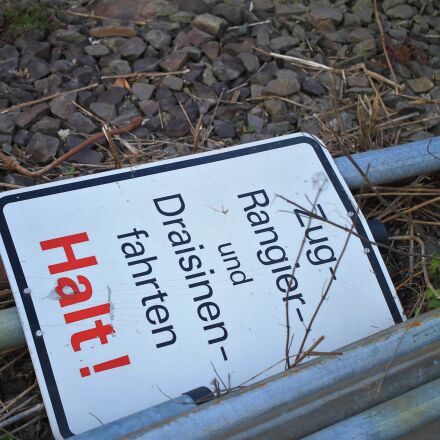 Zug-
Rangier-
und
Draisinen-
fahrten
Halt!